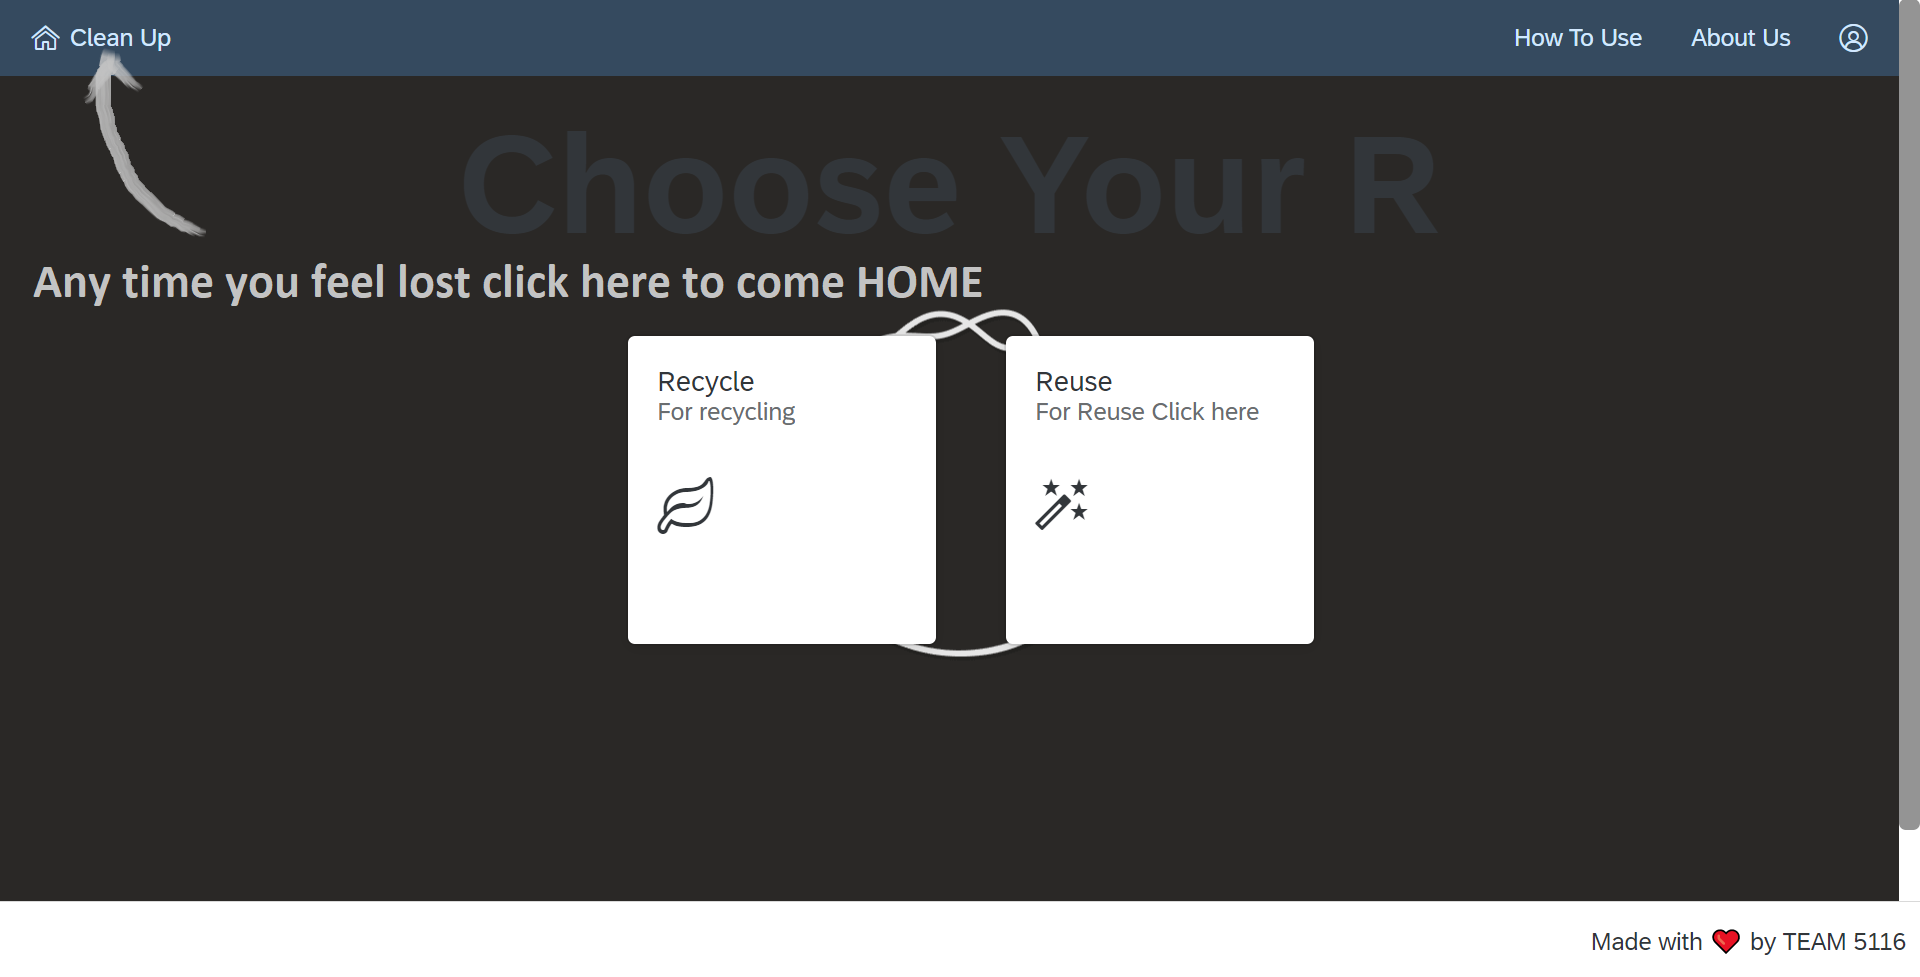 Clean Up
How To Use
About Us
Choose Your R
Any time you feel lost click here to come HOME
Recycle
For recycling
Reuse
For Reuse Click here
Made with ❤️ by TEAM 5116